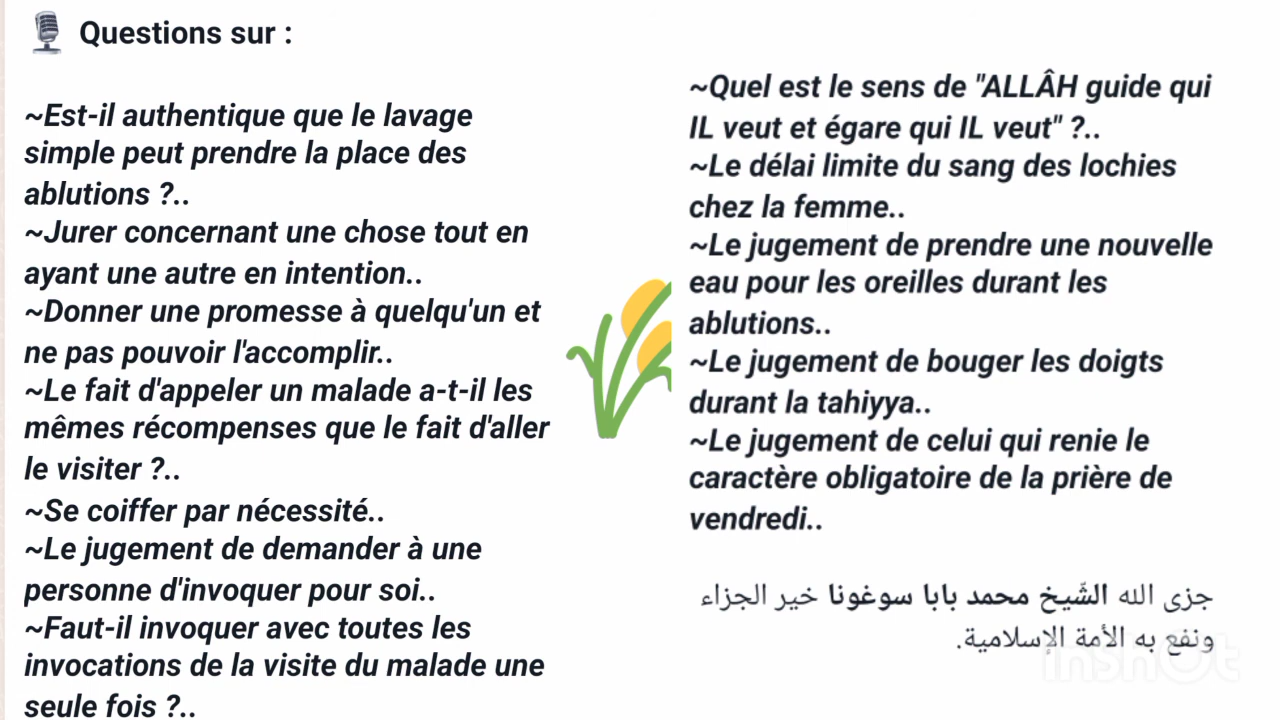 Questions sur :
~Est-il authentique que le lavage
simple peut prendre la place des
ablutions ?..
~Jurer concernant une chose tout en
ayant une autre en intention..
~Donner une promesse à quelqu'un et
ne pas pouvoir l'accomplir..
~Le fait d'appeler un malade a-t-il les
mêmes récompenses que le fait d'aller
le visiter ?..
~Se coiffer par nécessité..
~Le jugement de demander à une
personne d'invoquer pour soi..
~Faut-il invoquer avec toutes les
invocations de la visite du malade une
seule fois ?..
~Quel est le sens de "ALLÂH guide qui
IL veut et égare qui IL veut" ?..
~Le délai limite du sang des lochies
chez la femme..
~Le jugement de prendre une nouvelle
eau pour les oreilles durant les
ablutions..
~Le jugement de bouger les doigts
durant la tahiyya..
~Le jugement de celui qui renie le
caractère obligatoire de la prière de
vendredi..
جزى الله الشّيخ محمد بابا سوغونا خير الجزاء
ونفع به الأمة الإسلامية.
inshOt